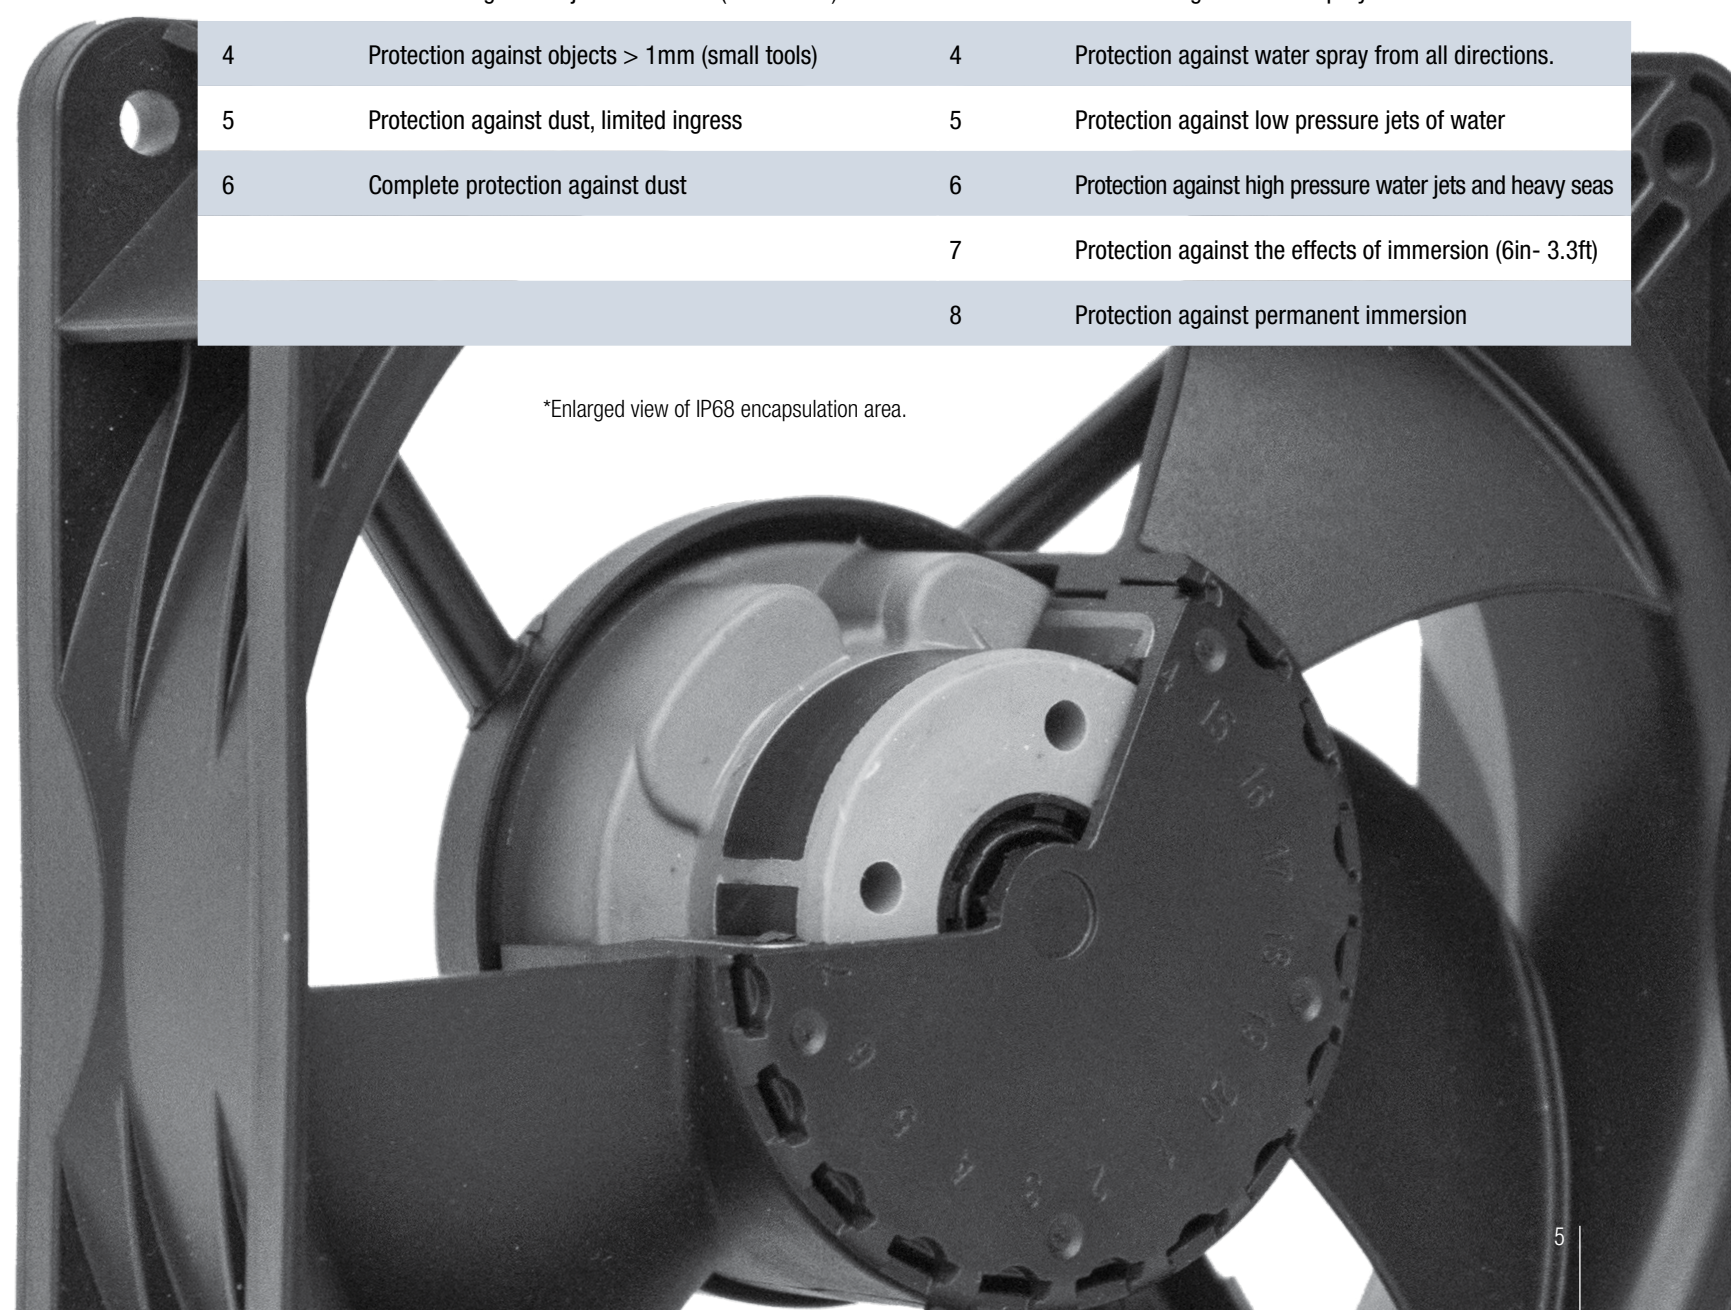 4 Protection against objects > 1mm (small tools) 4 Protection against water spray from all directions.
5 Protection against dust, limited ingress 5 Protection against low pressure jets of water
6 Complete protection against dust 6 Protection against high pressure water jets and heavy seas
7 Protection against the effects of immersion (6in- 3.3ft)
8 Protection against permanent immersion
*Enlarged view of IP68 encapsulation area.
15
16
17
18
19
20
1
2
3
4
5
6
5